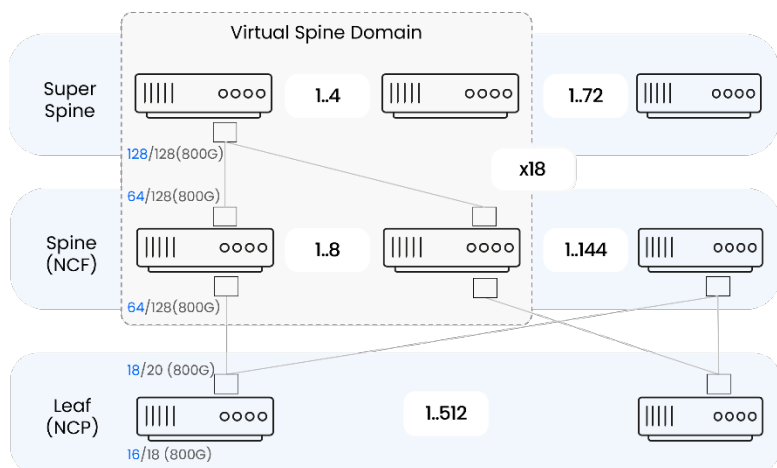 Virtual Spine Domain
Super
Spine
1..4
1..72
128/128(800G)
x18
64/128(800G)
Spine
(NCF)
1..8
1..144
64/128(800G)
18/20 (800G)
Leaf
(NCP)
1..512
16/18 (800G)